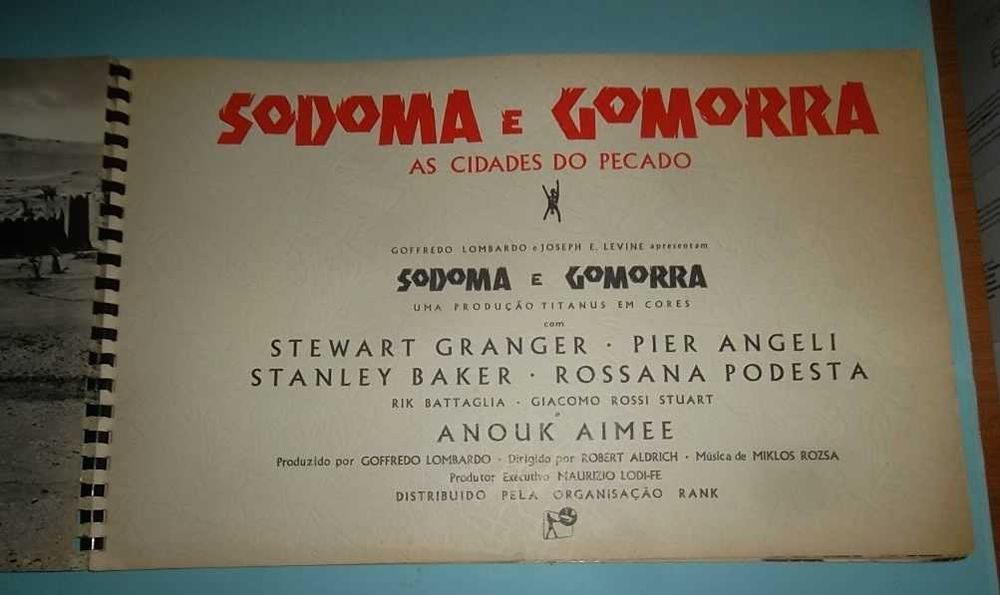 SODOMA E GOMORRA
AS CIDADES DO PECADO
GOFFREDO LOMBARDO e JOSEPH E. LEVINE apresentam
SODOMA E GOMORRA
UMA PRODUÇÃO TITANUS EM CORES
com
STEWART GRANGER · PIER ANGELI
STANLEY BAKER · ROSSANA PODESTA
RIK BATTAGLIA · GIACOMO ROSSI STUART
e
ANOUK AIMEE
Produzido por GOFFREDO LOMBARDO · Dirigido por ROBERT ALDRICH · Música de MIKLOS ROZSA
Produtor Executivo MAURIZIO LODI-FE
DISTRIBUIDO PELA ORGANISAÇÃO RANK